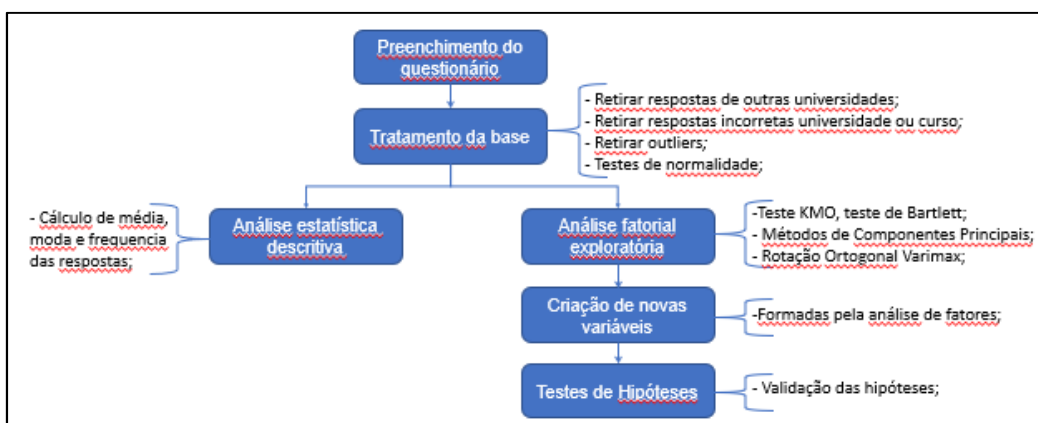 Preenchimento do
questionário
Tratamento da base
- Retirar respostas de outras universidades;
- Retirar respostas incorretas universidade ou curso;
- Retirar outliers;
- Testes de normalidade;
- Cálculo de média,
moda e frequencia
das respostas;
Análise estatística
descritiva
Análise fatorial
exploratória
-Teste KMO, teste de Bartlett;
- Métodos de Componentes Principais;
- Rotação Ortogonal Varimax;
Criação de novas
variáveis
-Formadas pela análise de fatores;
Testes de Hipóteses
- Validação das hipóteses;